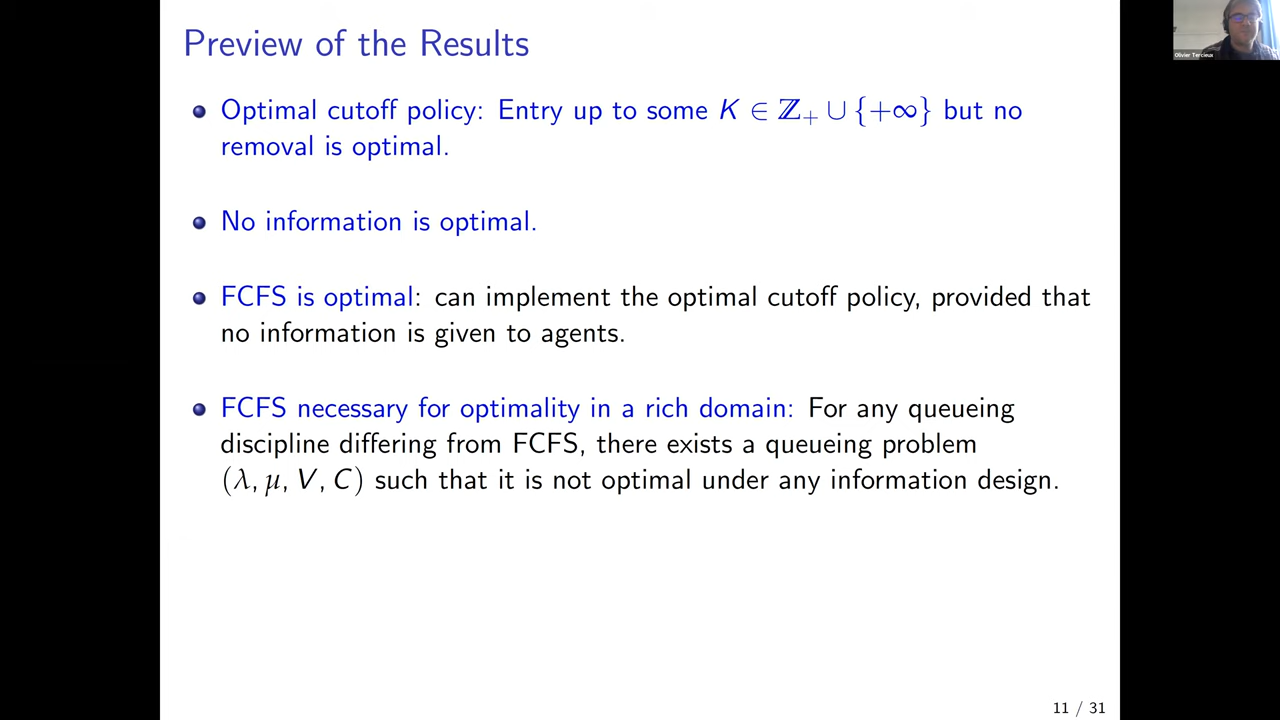 Preview of the Results
Optimal cutoff policy: Entry up to some K ∈ ℤ₊ ∪ {+∞} but no
removal is optimal.
No information is optimal.
FCFS is optimal: can implement the optimal cutoff policy, provided that
no information is given to agents.
FCFS necessary for optimality in a rich domain: For any queueing
discipline differing from FCFS, there exists a queueing problem
(λ, μ, V, C) such that it is not optimal under any information design.
11 / 31
Olivier Tercieux